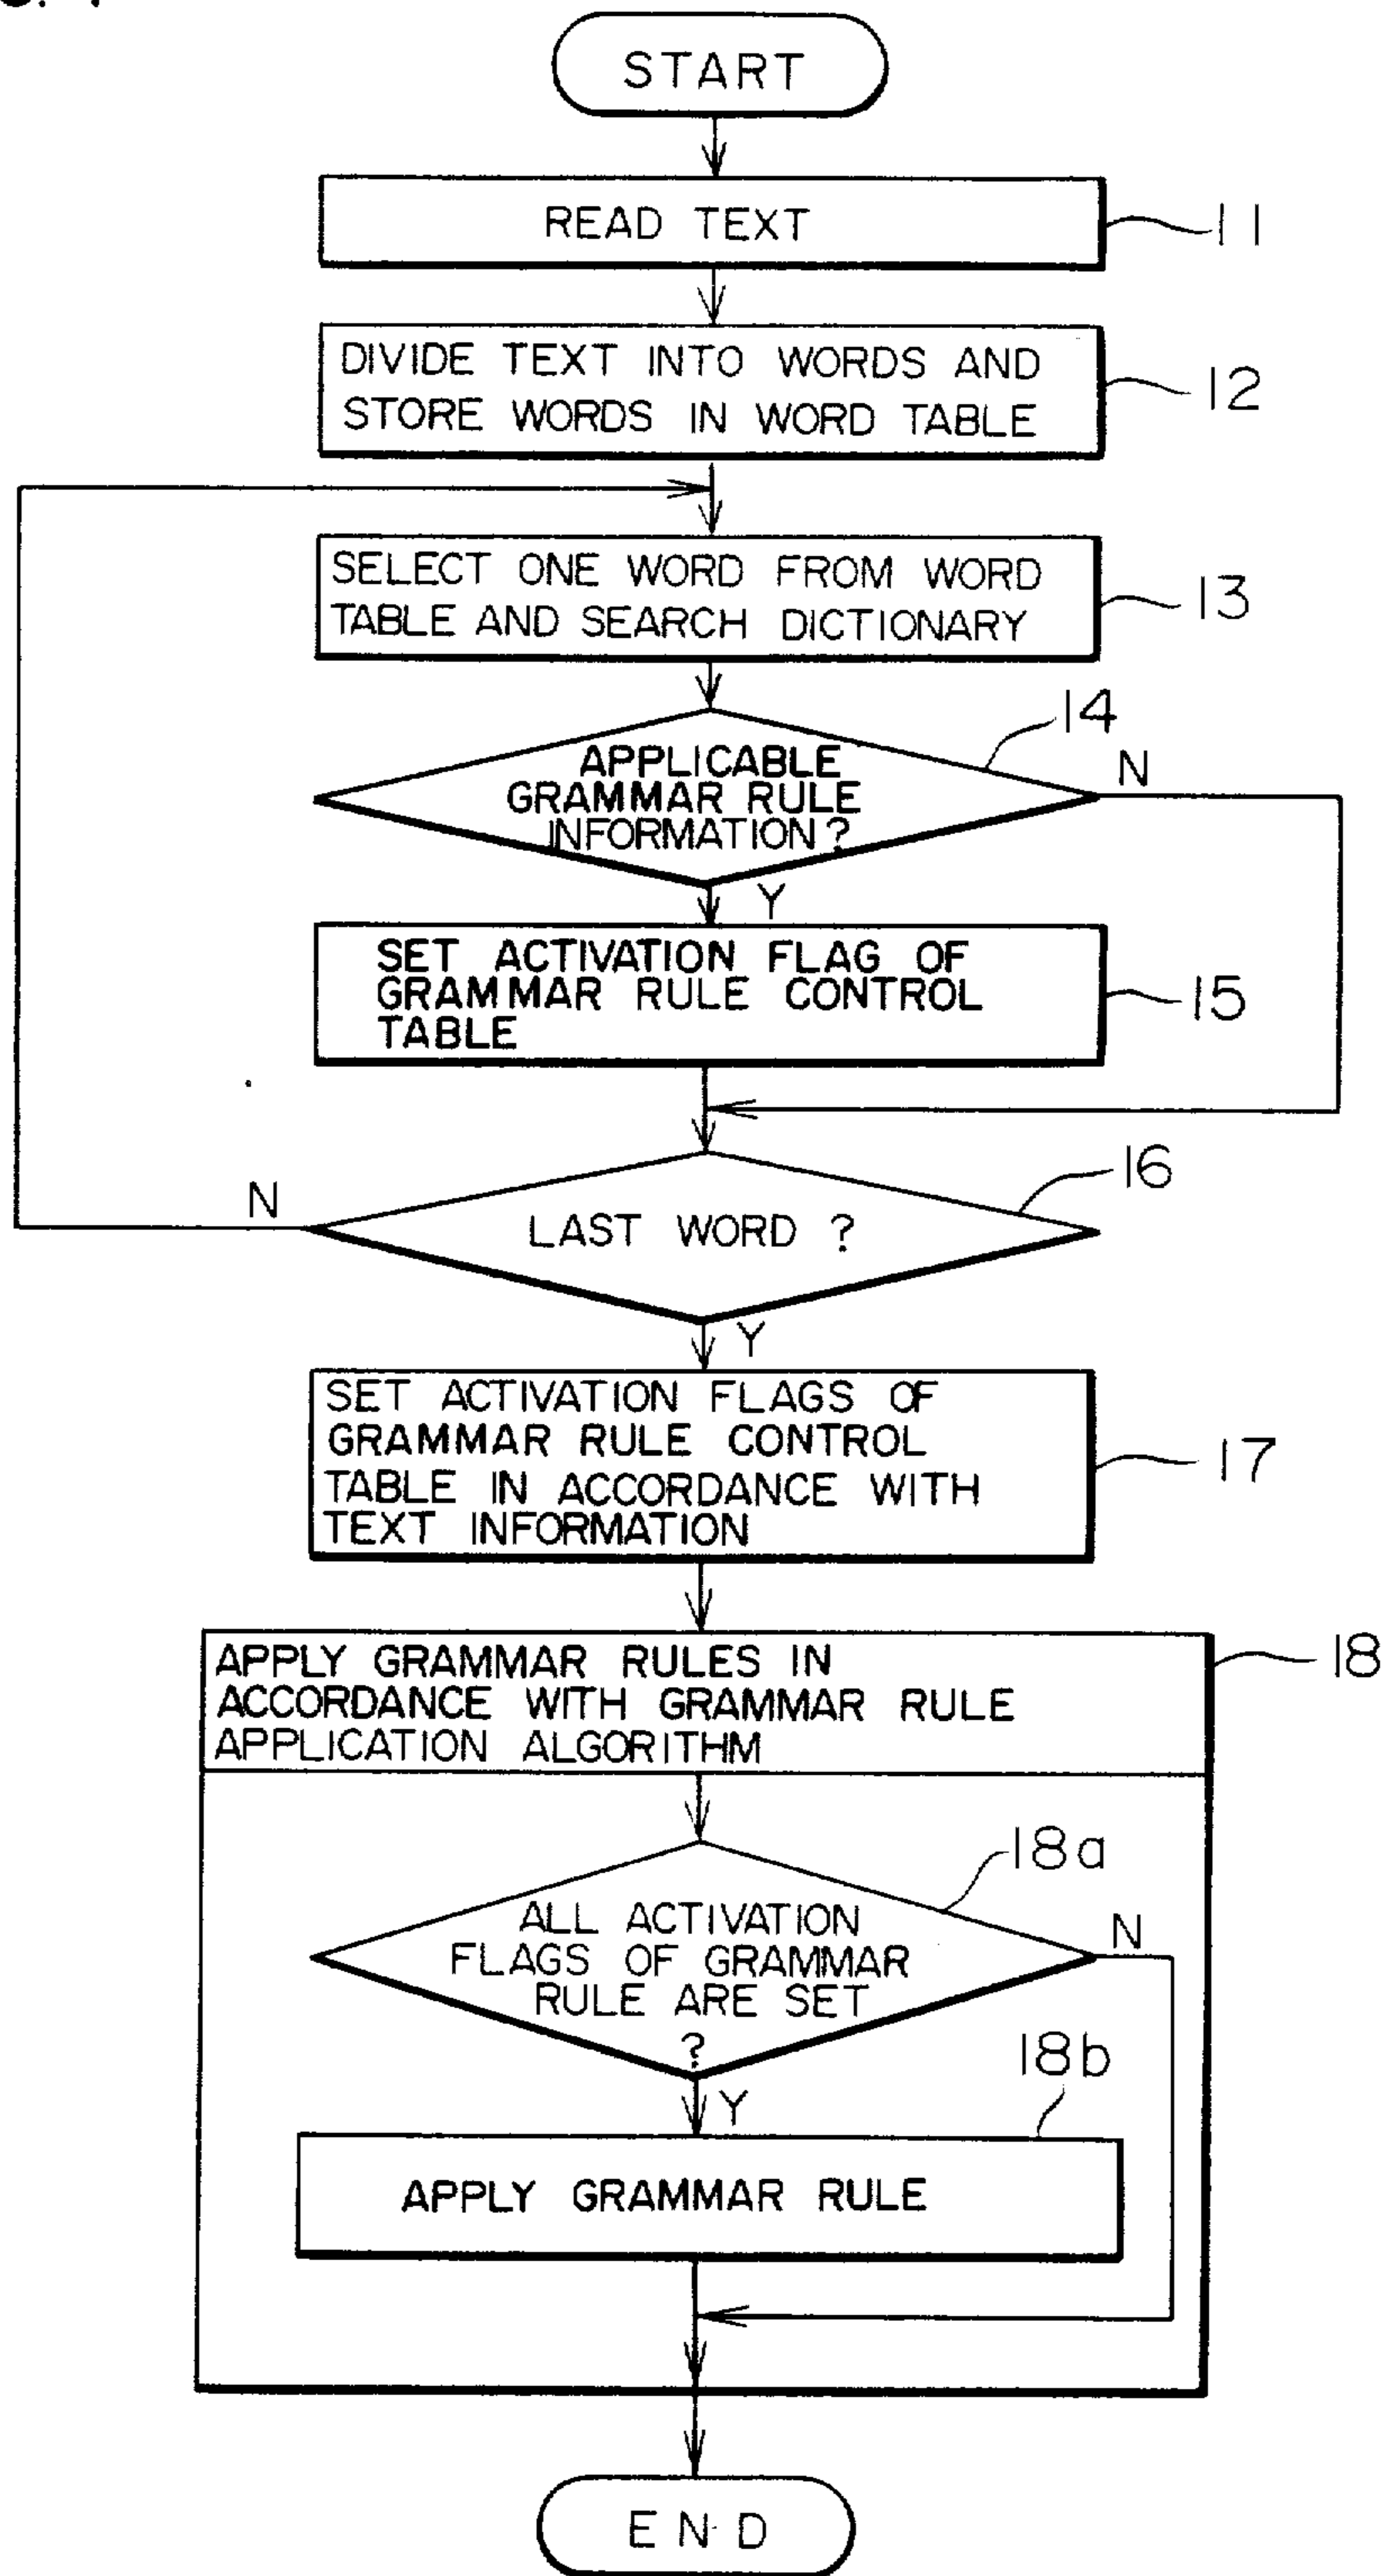 START
READ TEXT
11
DIVIDE TEXT INTO WORDS AND
STORE WORDS IN WORD TABLE
12
SELECT ONE WORD FROM WORD
TABLE AND SEARCH DICTIONARY
13
14
APPLICABLE
GRAMMAR RULE
INFORMATION?
N
Y
SET ACTIVATION FLAG OF
GRAMMAR RULE CONTROL
TABLE
15
16
N
LAST WORD ?
Y
SET ACTIVATION FLAGS OF
GRAMMAR RULE CONTROL
TABLE IN ACCORDANCE WITH
TEXT INFORMATION
17
APPLY GRAMMAR RULES IN
ACCORDANCE WITH GRAMMAR RULE
APPLICATION ALGORITHM
18
18a
ALL ACTIVATION
FLAGS OF GRAMMAR
RULE ARE SET
?
N
Y
18b
APPLY GRAMMAR RULE
END